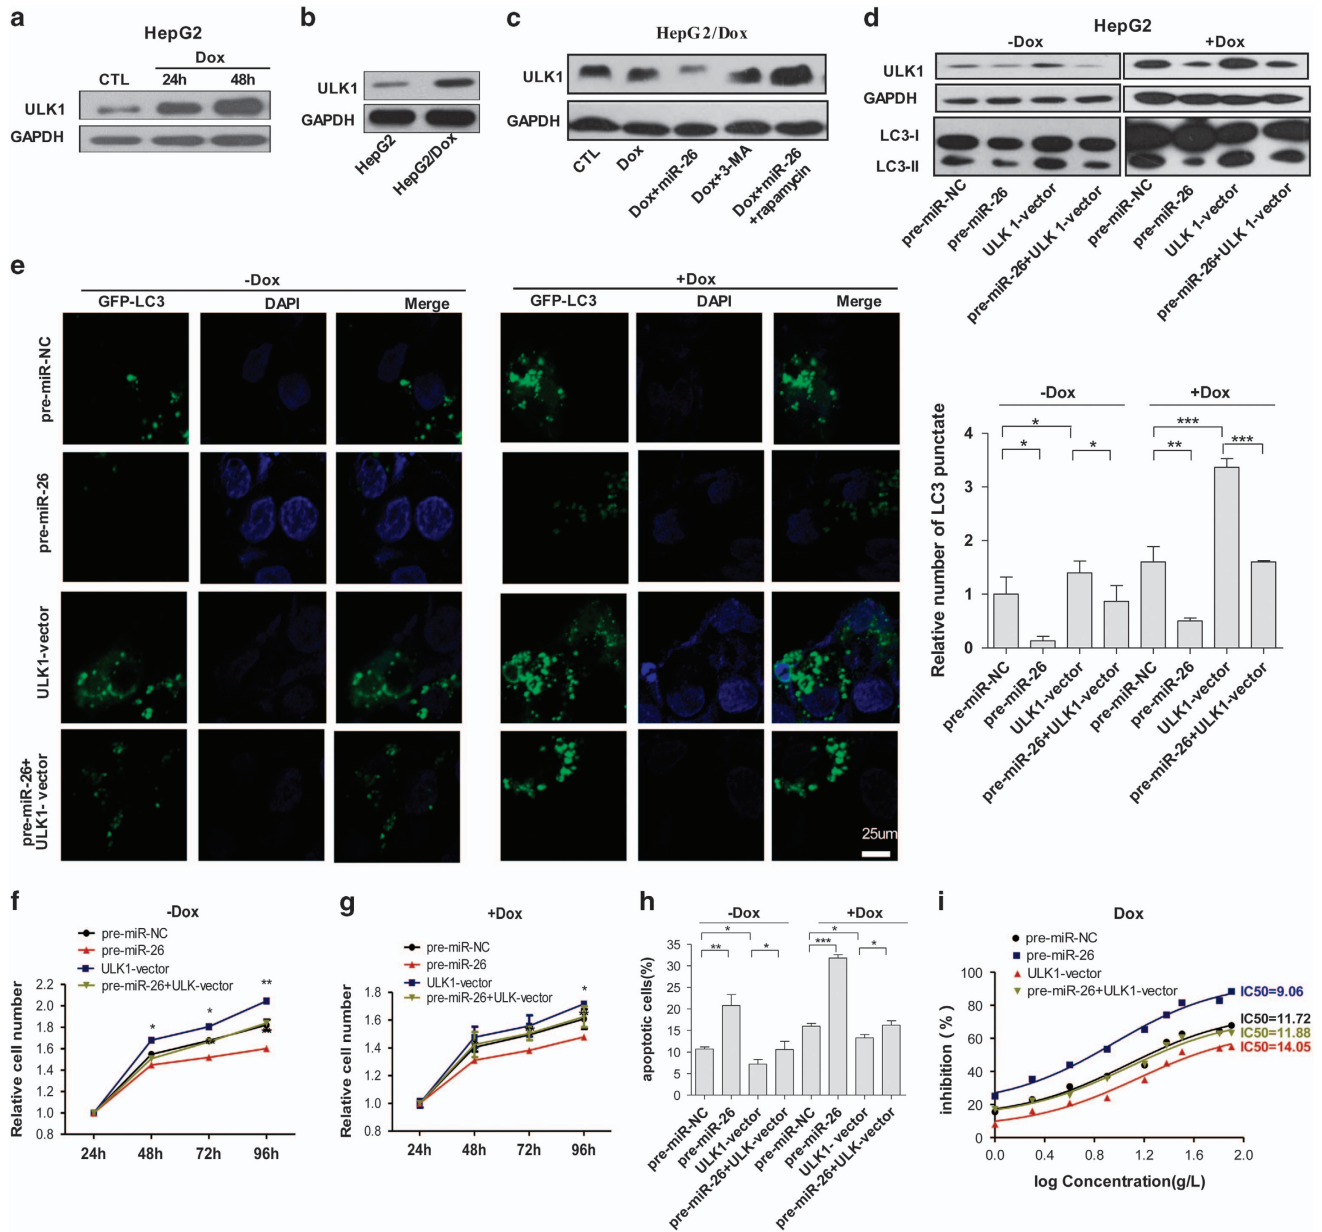 a
HepG2
Dox
CTL 24h 48h
ULK1
GAPDH
b
ULK1
GAPDH
HepG2
HepG2/Dox
c
HepG2/Dox
ULK1
GAPDH
CTL
Dox
Dox+miR-26
Dox+3-MA
Dox+miR-26
+rapamycin
d
HepG2
-Dox +Dox
ULK1
GAPDH
LC3-I
LC3-II
pre-miR-NC
pre-miR-26
ULK 1-vector
pre-miR-26+ULK 1-vector
pre-miR-NC
pre-miR-26
ULK 1-vector
pre-miR-26+ULK 1-vector
e
-Dox +Dox
GFP-LC3 DAPI Merge GFP-LC3 DAPI Merge
pre-miR-NC
pre-miR-26
ULK1-vector
pre-miR-26+
ULK1- vector
25um
-Dox +Dox
Relative number of LC3 punctate
4
3
2
1
0
* * * *** ** ***
pre-miR-NC
pre-miR-26
ULK1-vector
pre-miR-26+ULK1-vector
pre-miR-NC
pre-miR-26
ULK1-vector
pre-miR-26+ULK1-vector
f
-Dox
pre-miR-NC
pre-miR-26
ULK1-vector
pre-miR-26+ULK-vector
Relative cell number
2.2
2.0
1.8
1.6
1.4
1.2
1.0
0.8
* * ** **
24h 48h 72h 96h
g
+Dox
pre-miR-NC
pre-miR-26
ULK1-vector
pre-miR-26+ULK-vector
Relative cell number
1.8
1.6
1.4
1.2
1.0
0.8
* **
24h 48h 72h 96h
h
-Dox +Dox
apoptotic cells(%)
35
30
25
20
15
10
5
0
* ** * * *** *
pre-miR-NC
pre-miR-26
ULK1-vector
pre-miR-26+ULK-vector
pre-miR-NC
pre-miR-26
ULK1- vector
pre-miR-26+ULK-vector
i
Dox
pre-miR-NC
pre-miR-26
ULK1-vector
pre-miR-26+ULK1-vector
inhibition ( % )
100
80
60
40
20
0
IC50=9.06
IC50=11.72
IC50=11.88
IC50=14.05
0.0 0.4 0.8 1.2 1.6 2.0
log Concentration(g/L)